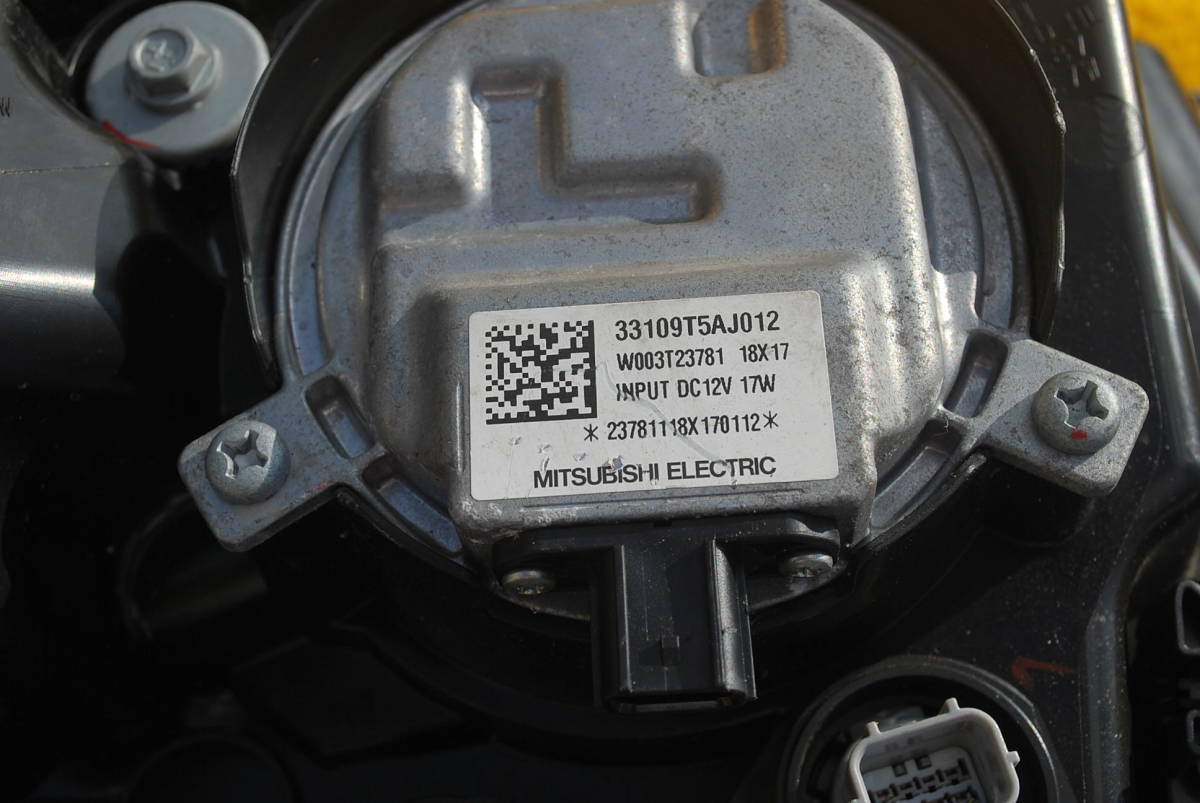 33109T5AJ012
W003T23781 18X17
INPUT DC12V 17W
*23781118X170112*
MITSUBISHI ELECTRIC